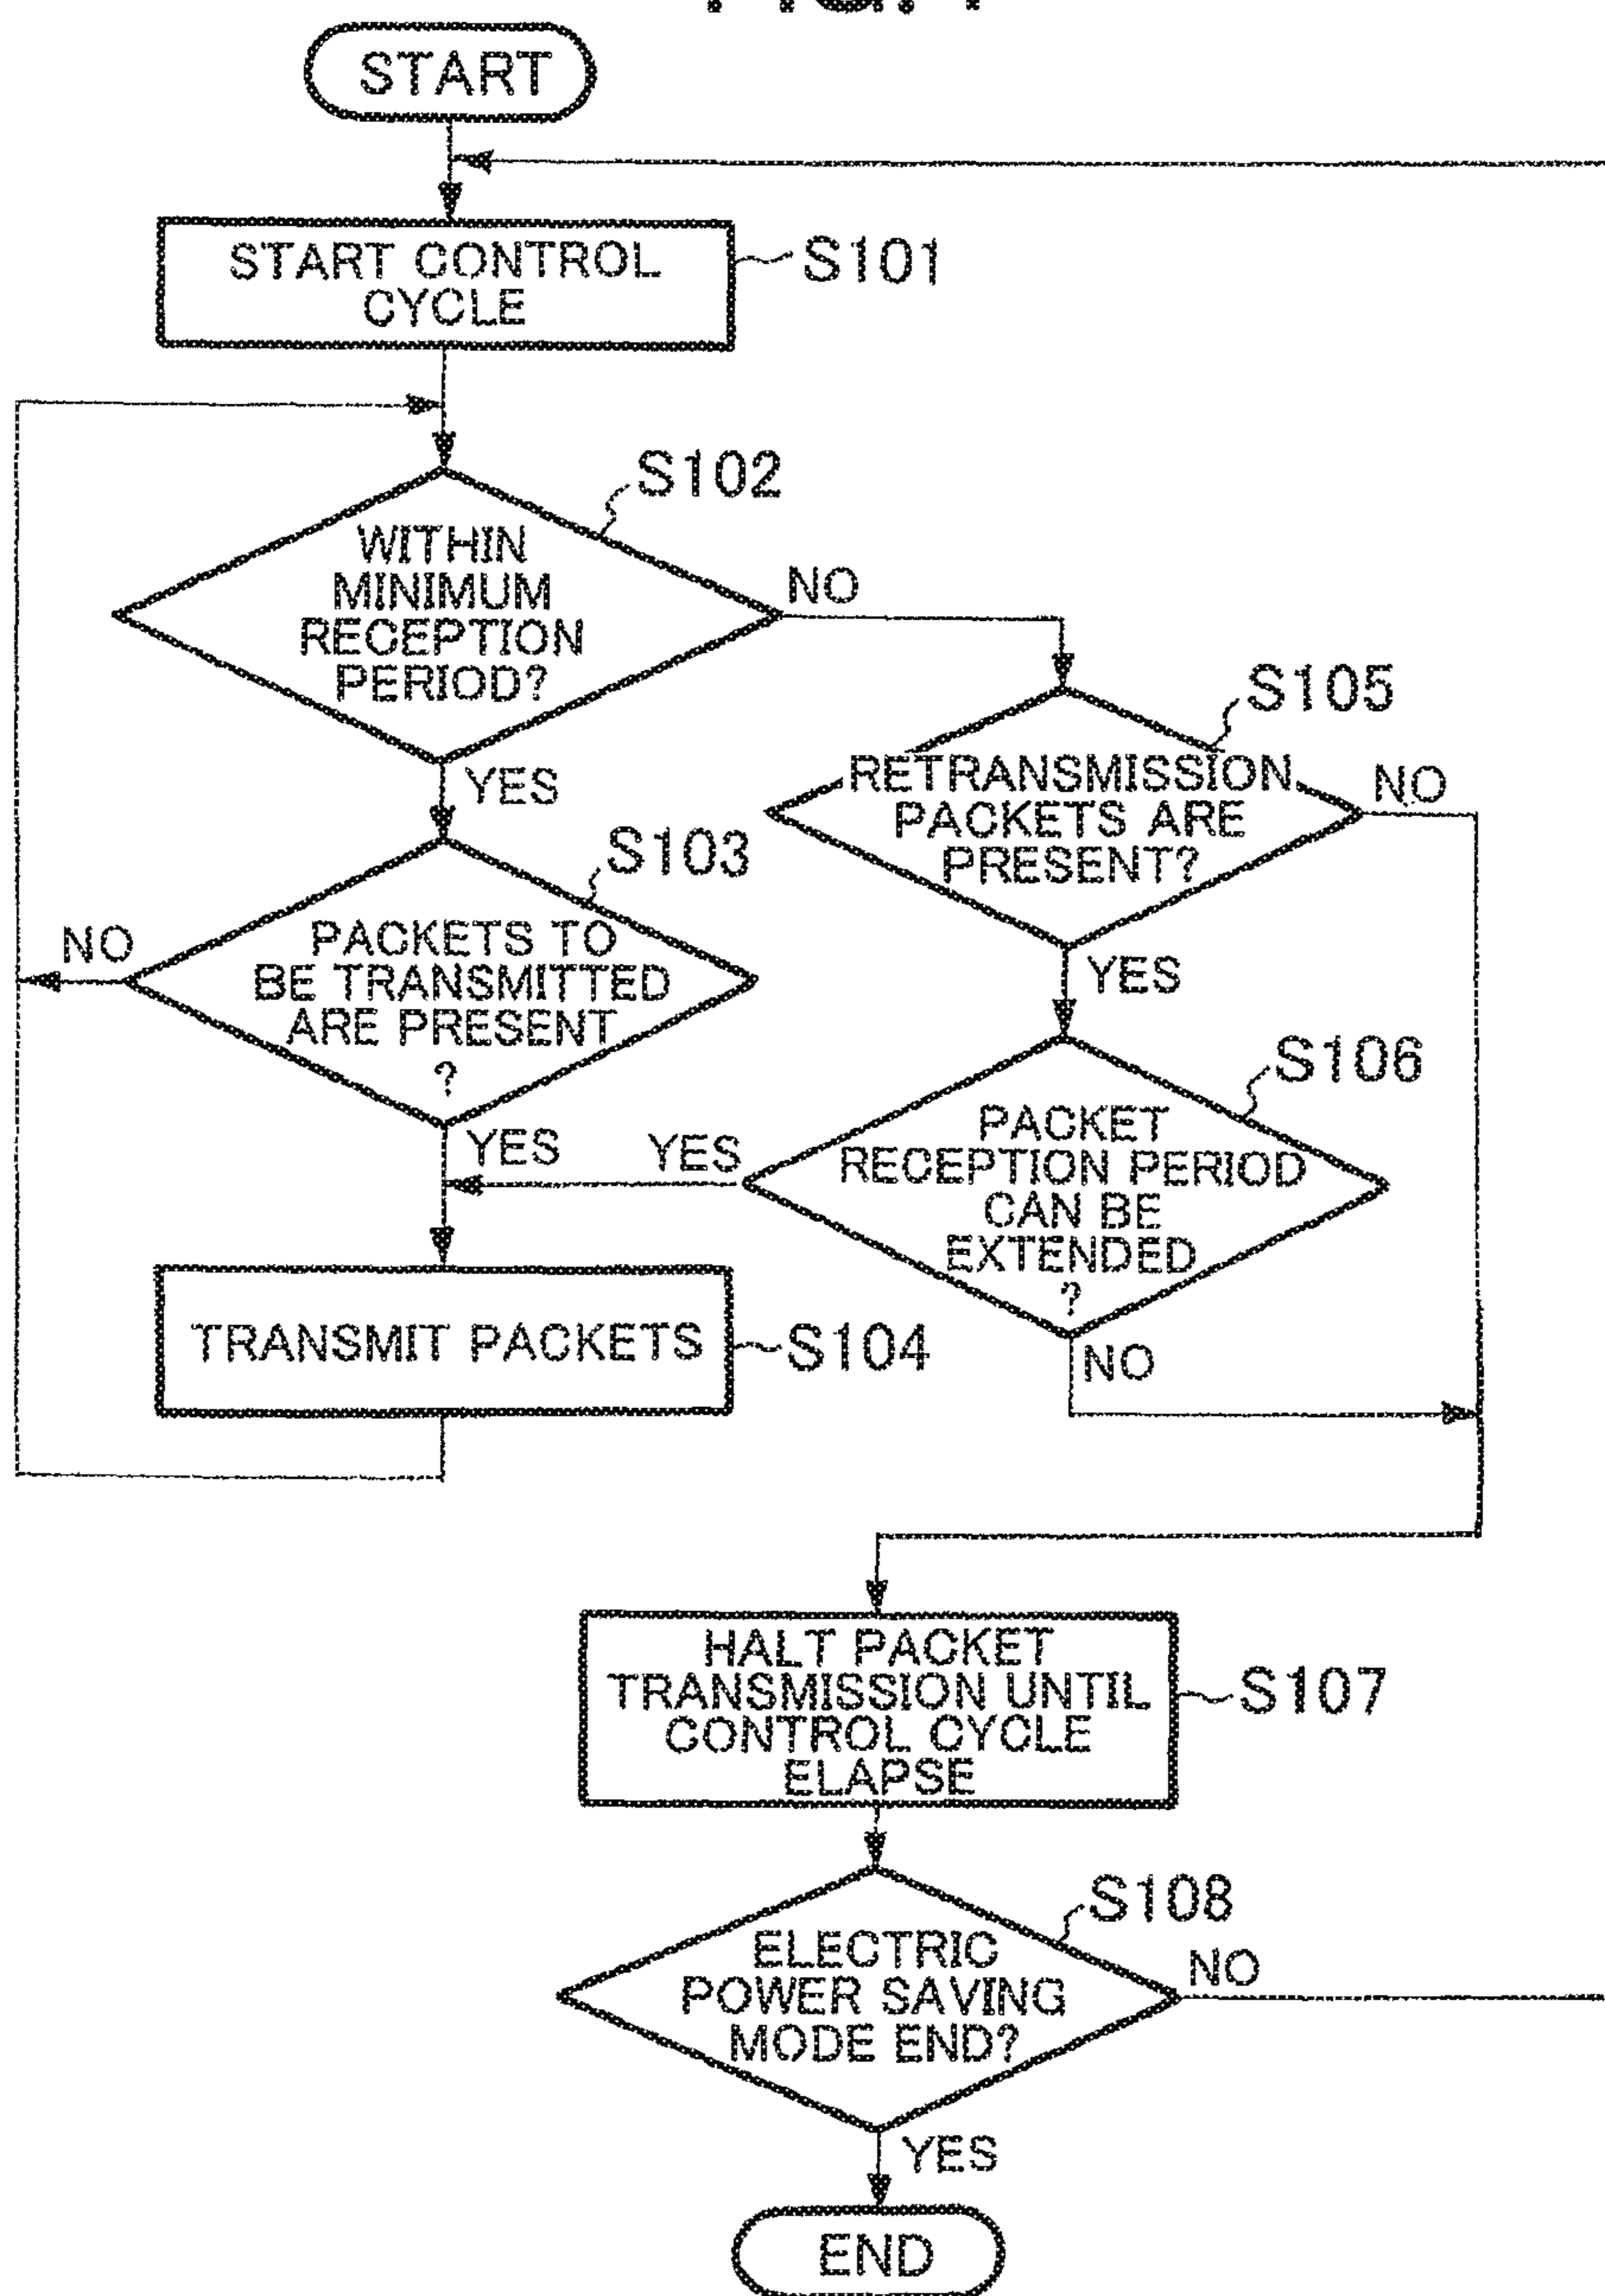 START
START CONTROL
CYCLE
S101
S102
WITHIN
MINIMUM
RECEPTION
PERIOD?
NO
YES
S105
RETRANSMISSION
PACKETS ARE
PRESENT?
NO
YES
S103
PACKETS TO
BE TRANSMITTED
ARE PRESENT
?
NO
YES
S106
PACKET
RECEPTION PERIOD
CAN BE
EXTENDED
?
YES
NO
TRANSMIT PACKETS
S104
HALT PACKET
TRANSMISSION UNTIL
CONTROL CYCLE
ELAPSE
S107
S108
ELECTRIC
POWER SAVING
MODE END?
NO
YES
END